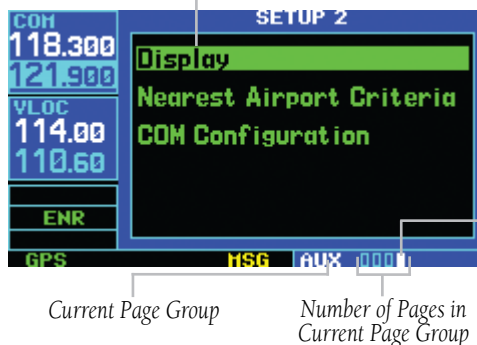 COM
118.300
121.900
VLOC
114.00
110.60
ENR
SETUP 2
Display
Nearest Airport Criteria
COM Configuration
GPS MSG AUX
Current Page Group
Number of Pages in
Current Page Group